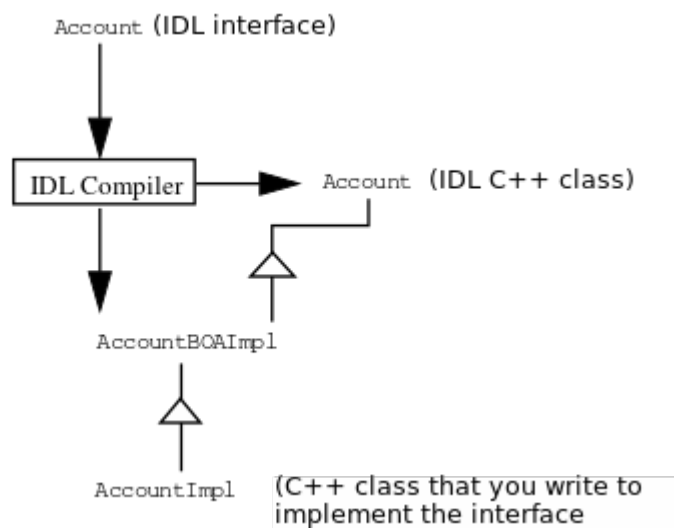 Account (IDL interface)
IDL Compiler
Account (IDL C++ class)
AccountBOAImpl
AccountImpl
(C++ class that you write to
implement the interface